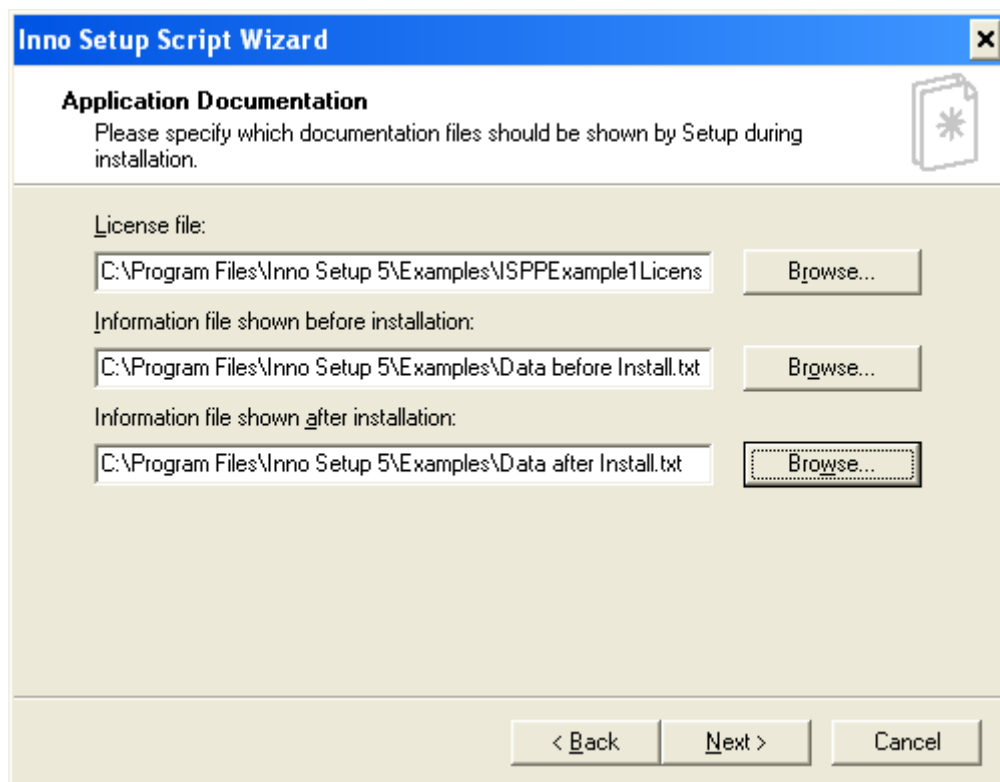 Inno Setup Script Wizard
Application Documentation
Please specify which documentation files should be shown by Setup during
installation.
License file:
C:\Program Files\Inno Setup 5\Examples\ISPPExample1Licens
Browse...
Information file shown before installation:
C:\Program Files\Inno Setup 5\Examples\Data before Install.txt
Browse...
Information file shown after installation:
C:\Program Files\Inno Setup 5\Examples\Data after Install.txt
Browse...
< Back
Next >
Cancel